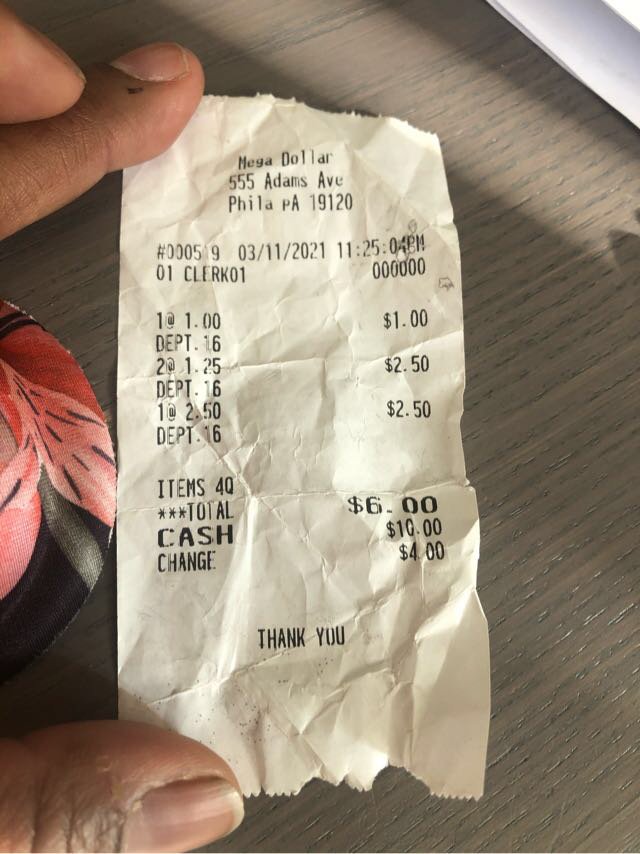 Mega Dollar
555 Adams Ave
Phila PA 19120
#000519 03/11/2021 11:25:04PM
01 CLERK01 000000
1@ 1.00 $1.00
DEPT.16
2@ 1.25 $2.50
DEPT.16
1@ 2.50 $2.50
DEPT.16
ITEMS 4Q
***TOTAL $6.00
CASH $10.00
CHANGE $4.00
THANK YOU